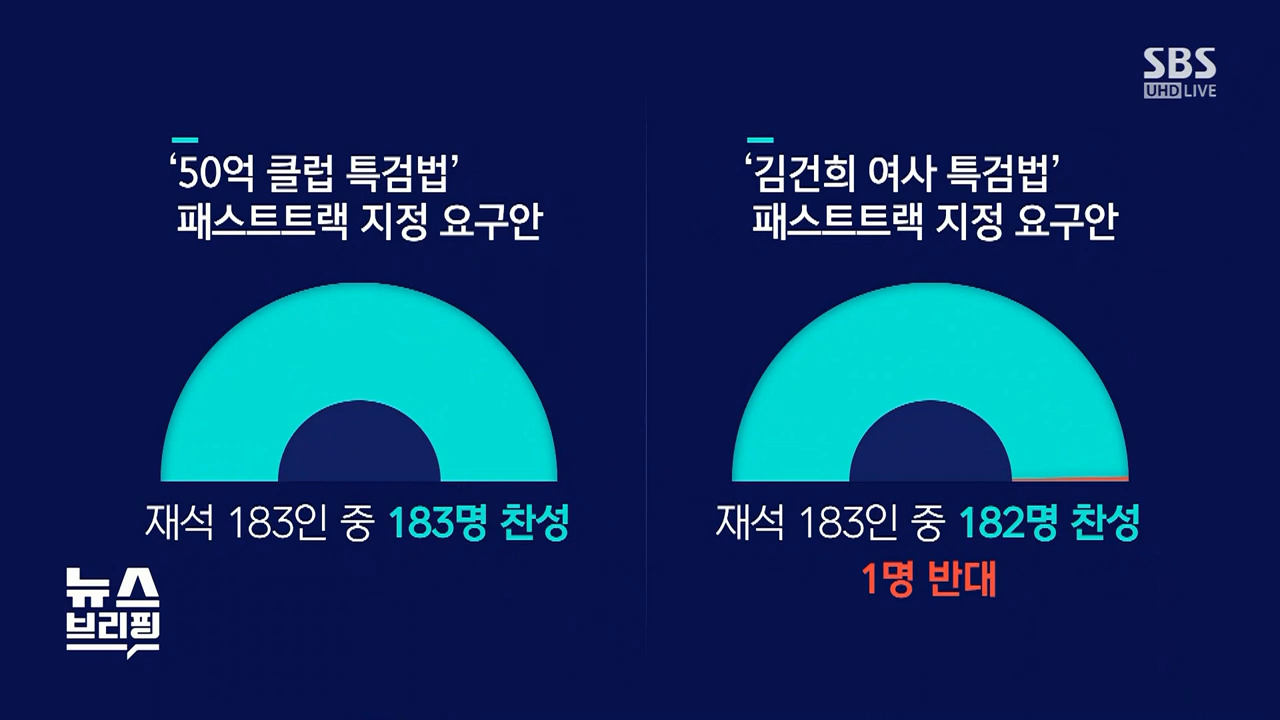 SBS
UHD LIVE
‘50억 클럽 특검법’
패스트트랙 지정 요구안
재석 183인 중 183명 찬성
‘김건희 여사 특검법’
패스트트랙 지정 요구안
재석 183인 중 182명 찬성
1명 반대
뉴스
브리핑